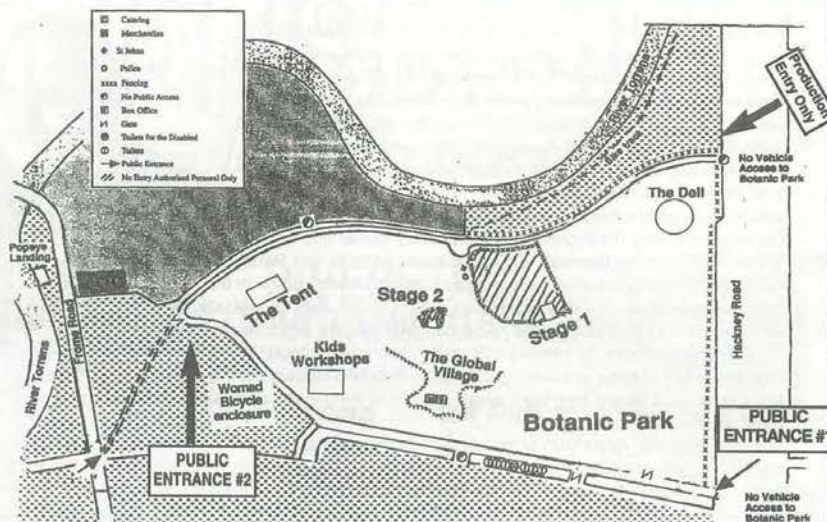 Catering
Merchandise
St Johns
Police
Fencing
No Public Access
Box Office
Gate
Toilets for the Disabled
Toilets
Public Entrance
No Entry Authorised Personal Only
Production
Entry Only
River Torrens
No Vehicle
Access to
Botanic Park
The Dell
Popeye
Landing
Frome Road
River Torrens
The Tent
Stage 2
Stage 1
Hackney Road
Kids
Workshops
The Global
Village
Womad
Bicycle
enclosure
Botanic Park
PUBLIC
ENTRANCE #1
PUBLIC
ENTRANCE #2
No Vehicle
Access to
Botanic Park